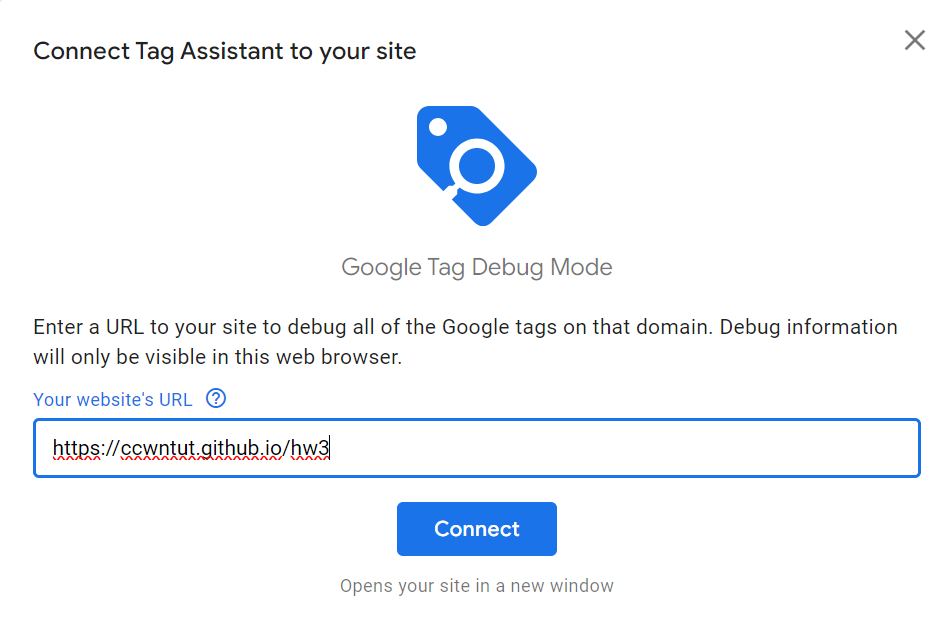 Connect Tag Assistant to your site
Google Tag Debug Mode
Enter a URL to your site to debug all of the Google tags on that domain. Debug information
will only be visible in this web browser.
Your website's URL ?
https://ccwntut.github.io/hw3
Connect
Opens your site in a new window